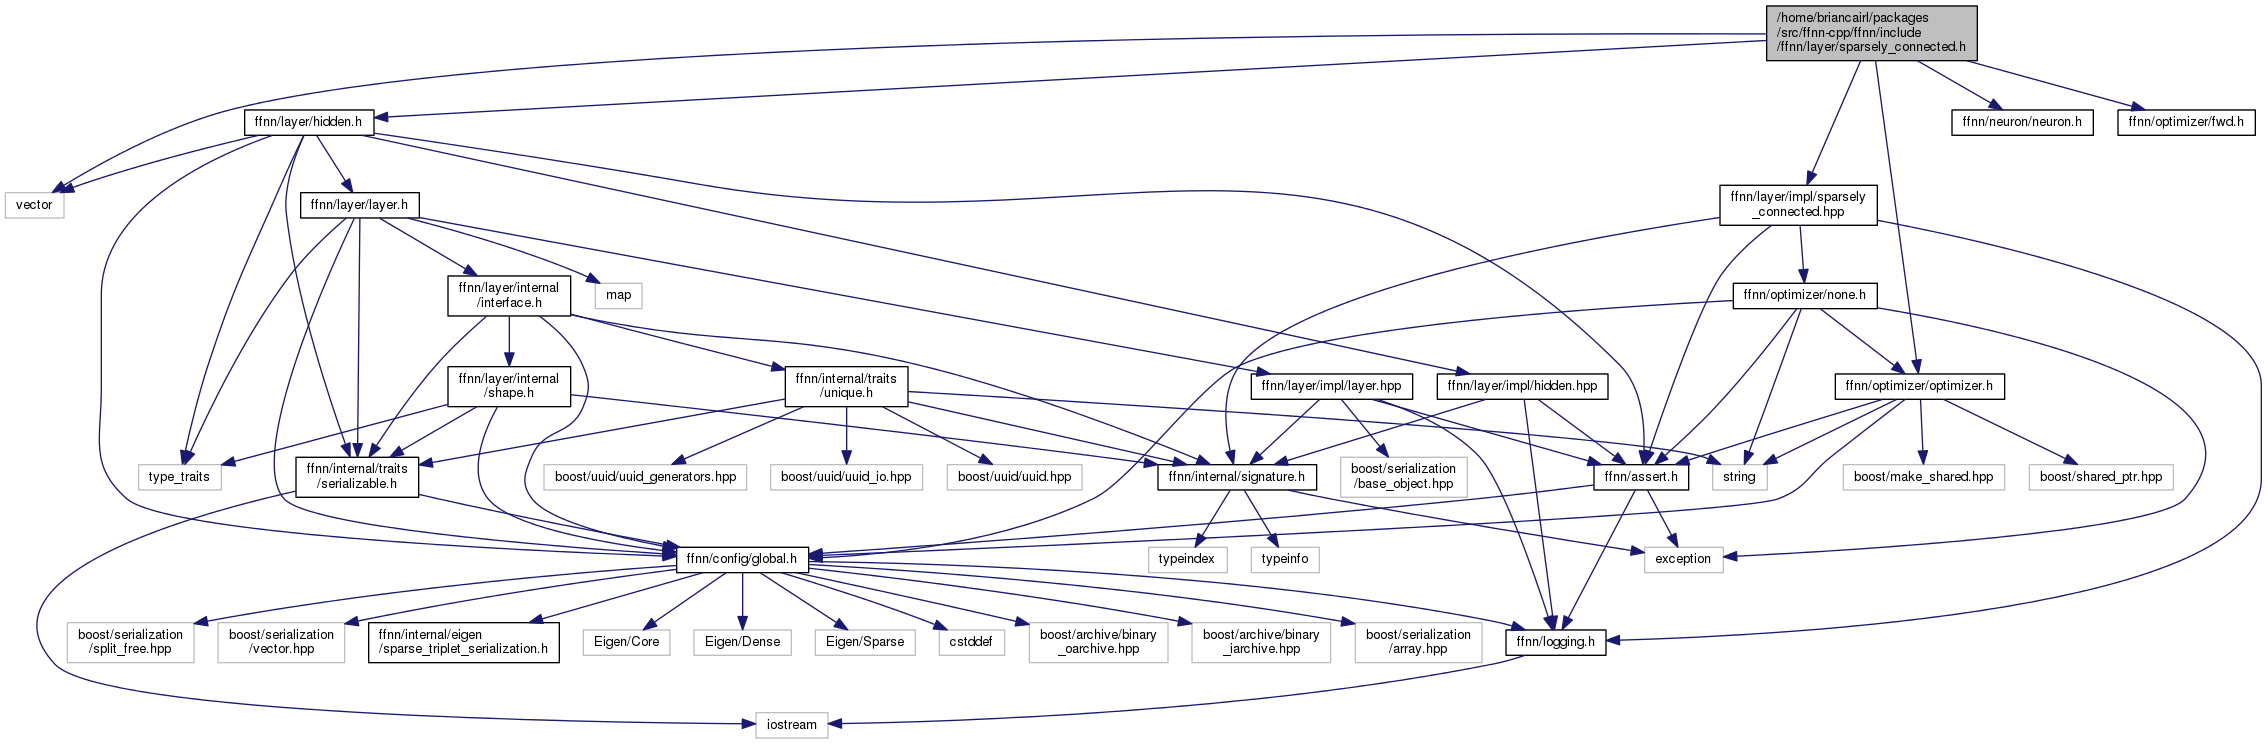 /home/briancairl/packages
/src/ffnn-cpp/ffnn/include
/ffnn/layer/sparsely_connected.h
ffnn/layer/hidden.h
ffnn/neuron/neuron.h
ffnn/optimizer/fwd.h
vector
ffnn/layer/layer.h
ffnn/layer/impl/sparsely
_connected.hpp
ffnn/layer/internal
/interface.h
map
ffnn/optimizer/none.h
ffnn/layer/internal
/shape.h
ffnn/internal/traits
/unique.h
ffnn/layer/impl/layer.hpp
ffnn/layer/impl/hidden.hpp
ffnn/optimizer/optimizer.h
type_traits
ffnn/internal/traits
/serializable.h
boost/uuid/uuid_generators.hpp
boost/uuid/uuid_io.hpp
boost/uuid/uuid.hpp
ffnn/internal/signature.h
boost/serialization
/base_object.hpp
ffnn/assert.h
string
boost/make_shared.hpp
boost/shared_ptr.hpp
ffnn/config/global.h
typeindex
typeinfo
exception
boost/serialization
/split_free.hpp
boost/serialization
/vector.hpp
ffnn/internal/eigen
/sparse_triplet_serialization.h
Eigen/Core
Eigen/Dense
Eigen/Sparse
cstddef
boost/archive/binary
_oarchive.hpp
boost/archive/binary
_iarchive.hpp
boost/serialization
/array.hpp
ffnn/logging.h
iostream